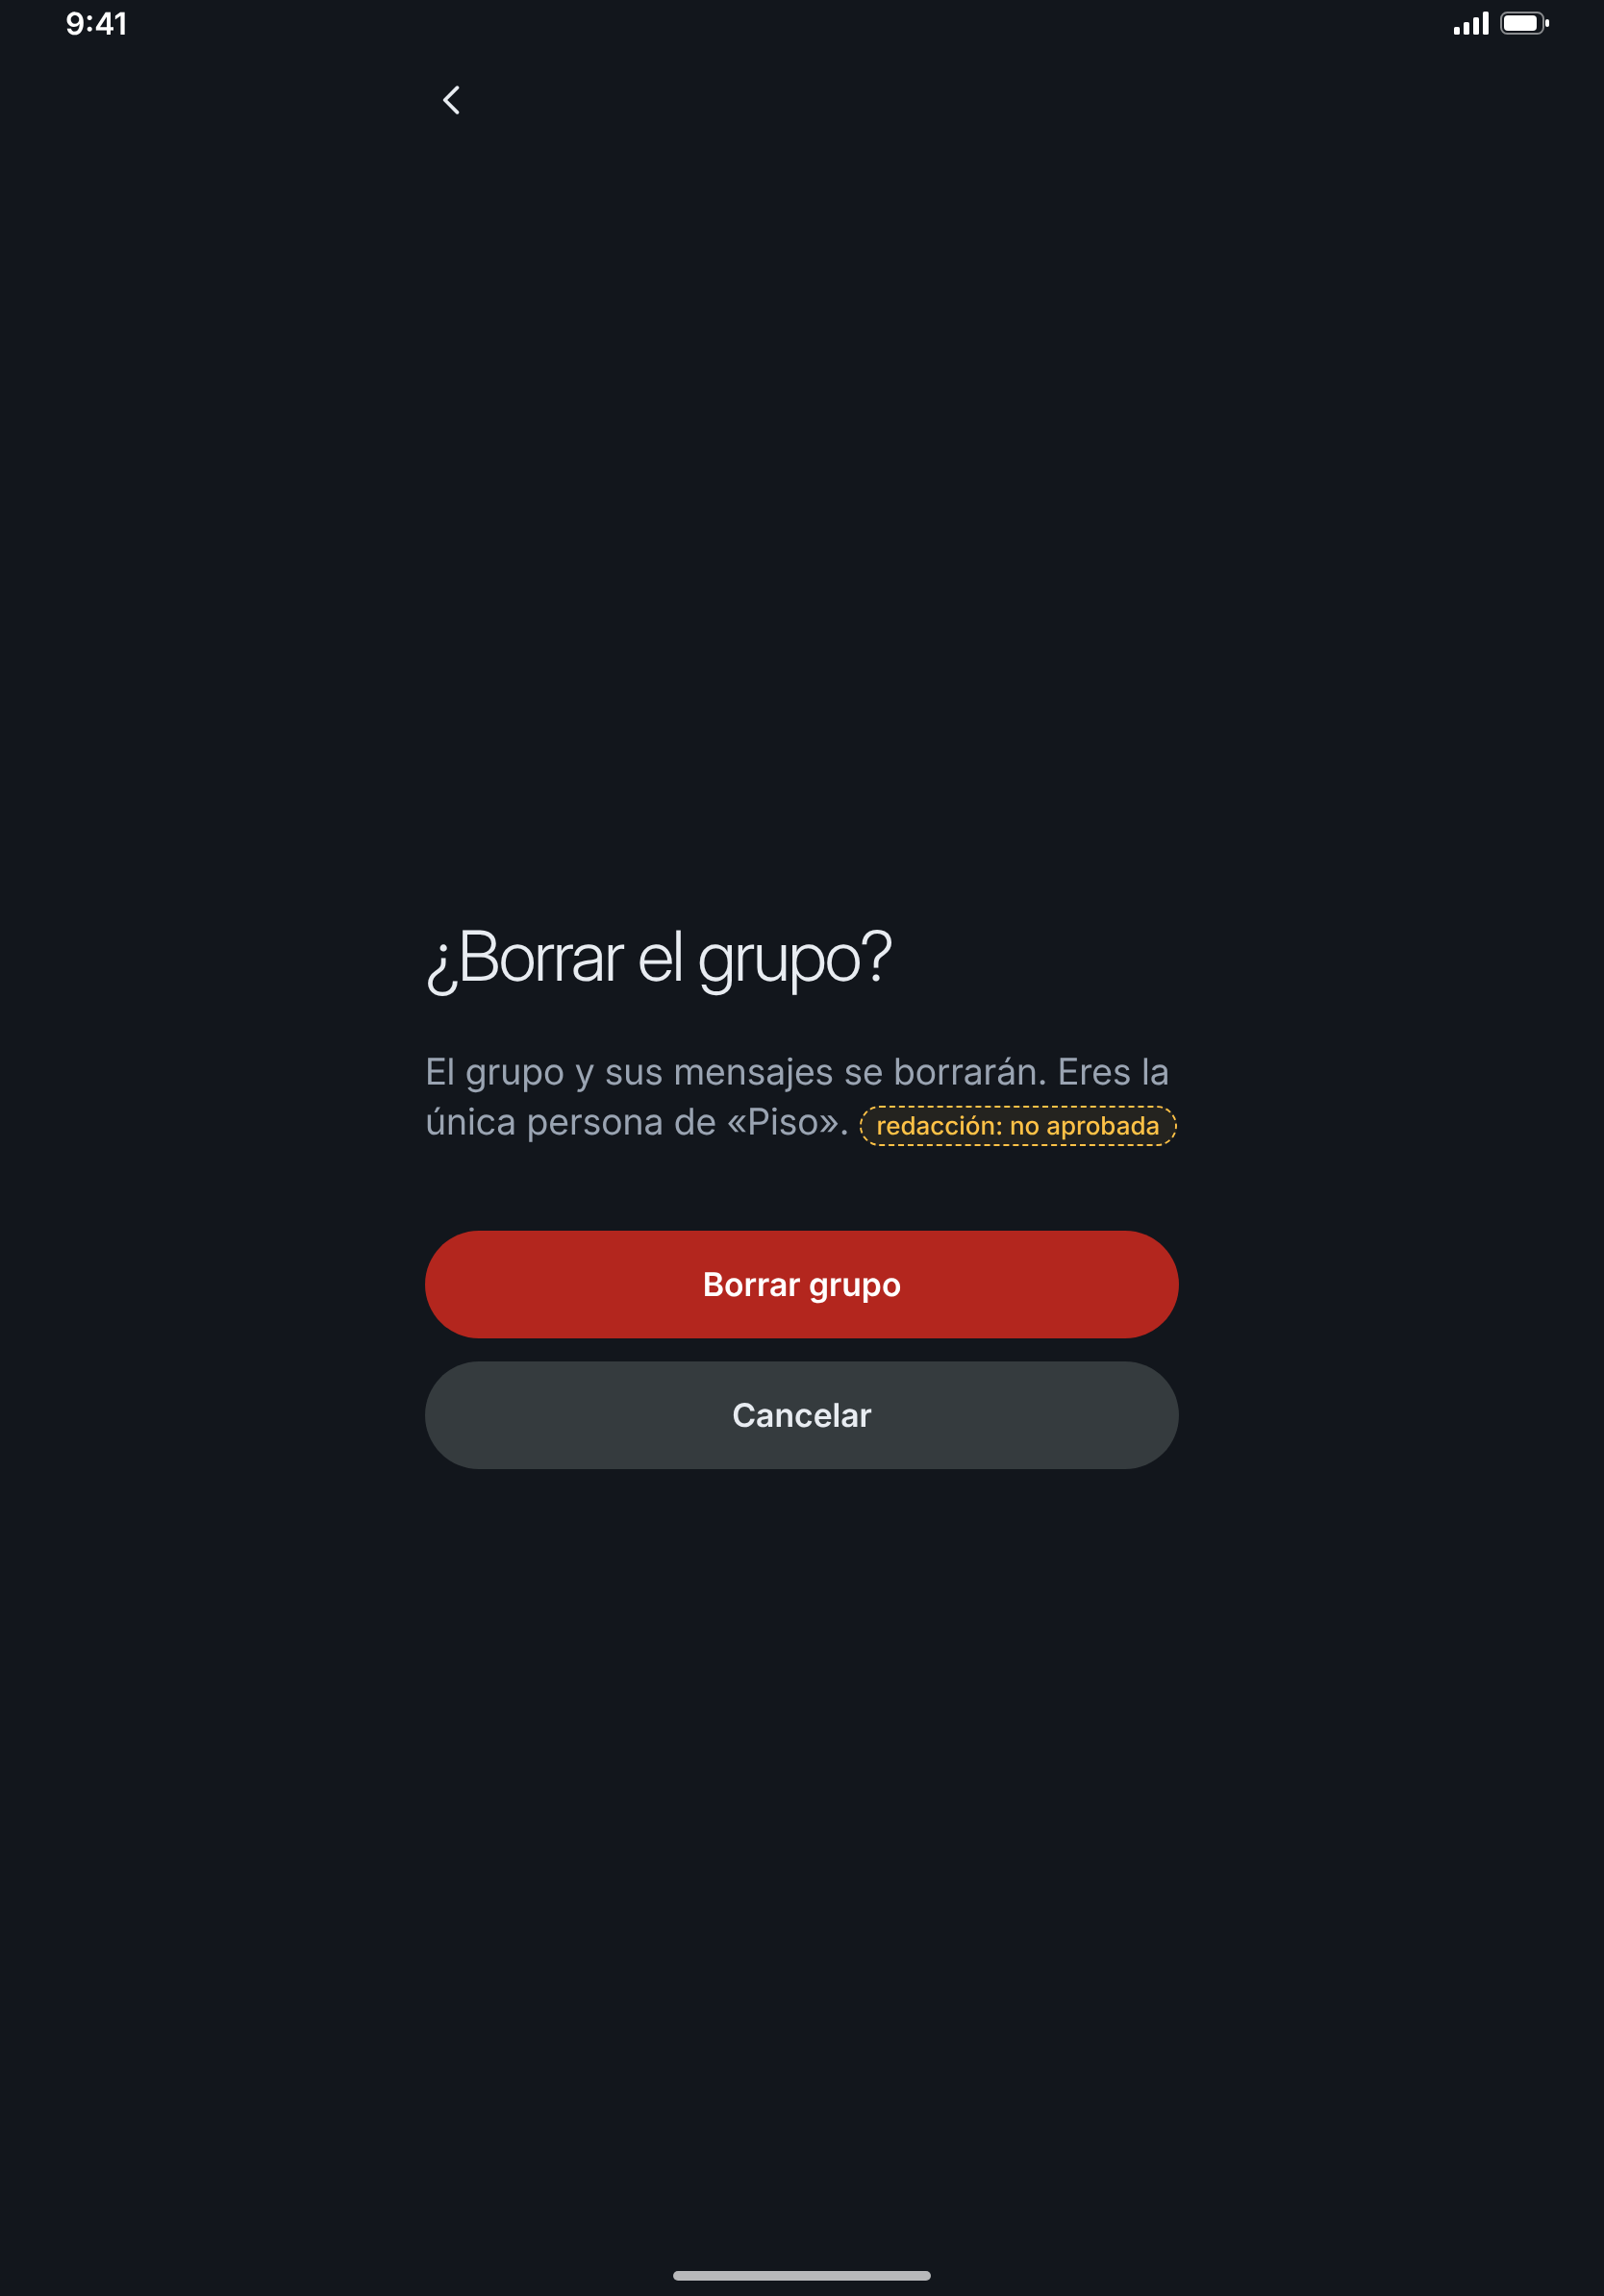 9:41
¿Borrar el grupo?
El grupo y sus mensajes se borrarán. Eres la
única persona de «Piso». redacción: no aprobada
Borrar grupo
Cancelar